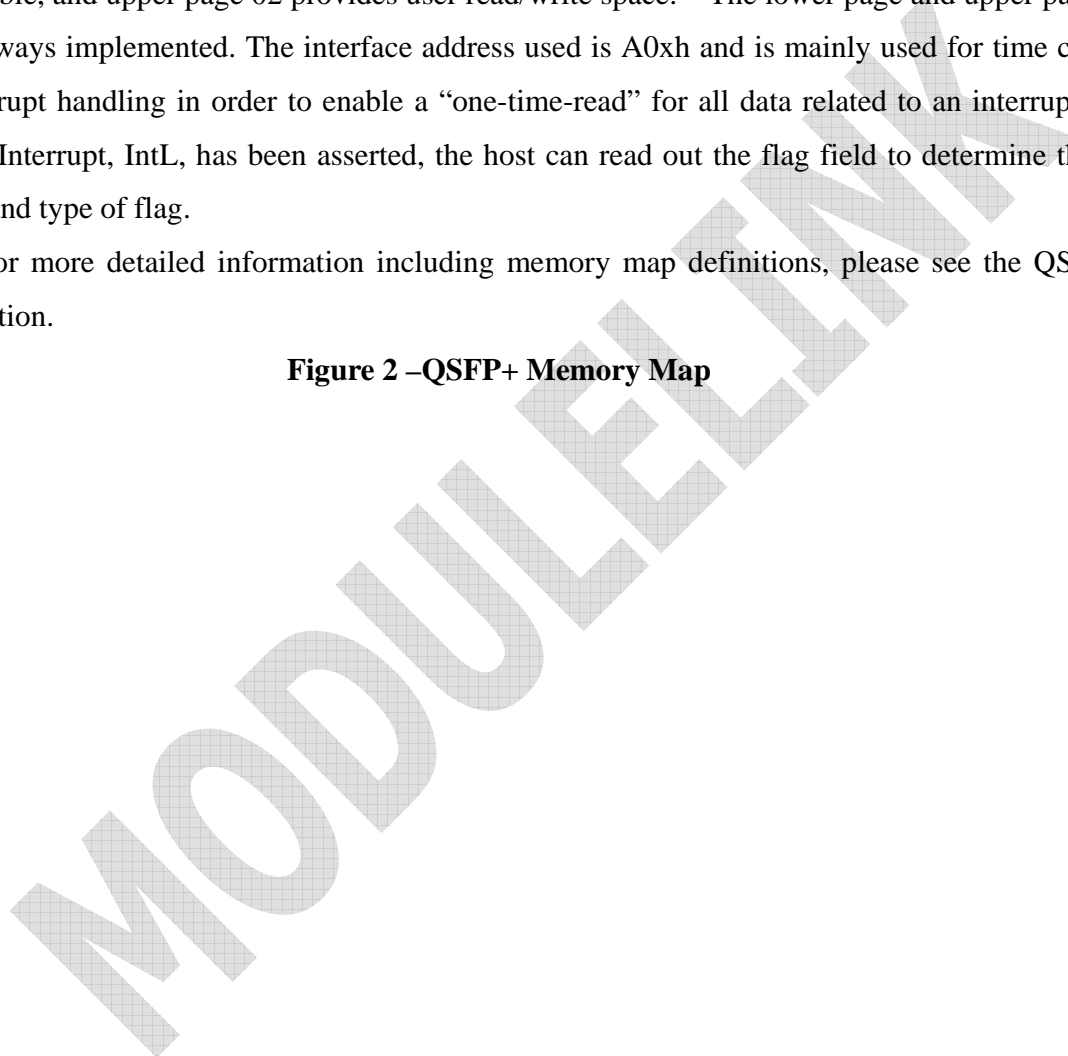 ble, and upper page 02 provides user read/write space. The lower page and upper pa
ways implemented. The interface address used is A0xh and is mainly used for time c
rupt handling in order to enable a “one-time-read” for all data related to an interrup
Interrupt, IntL, has been asserted, the host can read out the flag field to determine th
nd type of flag.
or more detailed information including memory map definitions, please see the QS
tion.
Figure 2 –QSFP+ Memory Map
MODULELINK